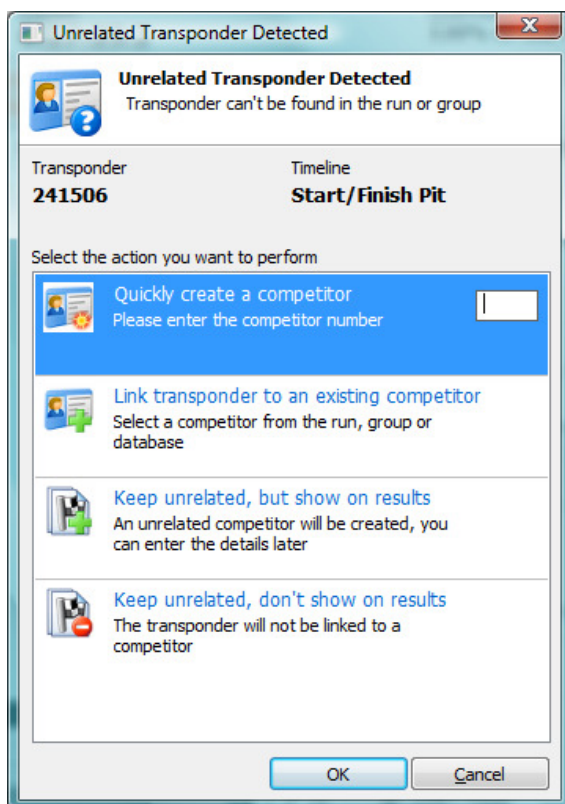 Unrelated Transponder Detected
Unrelated Transponder Detected
Transponder can't be found in the run or group
Transponder Timeline
241506 Start/Finish Pit
Select the action you want to perform
Quickly create a competitor
Please enter the competitor number
Link transponder to an existing competitor
Select a competitor from the run, group or
database
Keep unrelated, but show on results
An unrelated competitor will be created, you
can enter the details later
Keep unrelated, don't show on results
The transponder will not be linked to a
competitor
OK Cancel